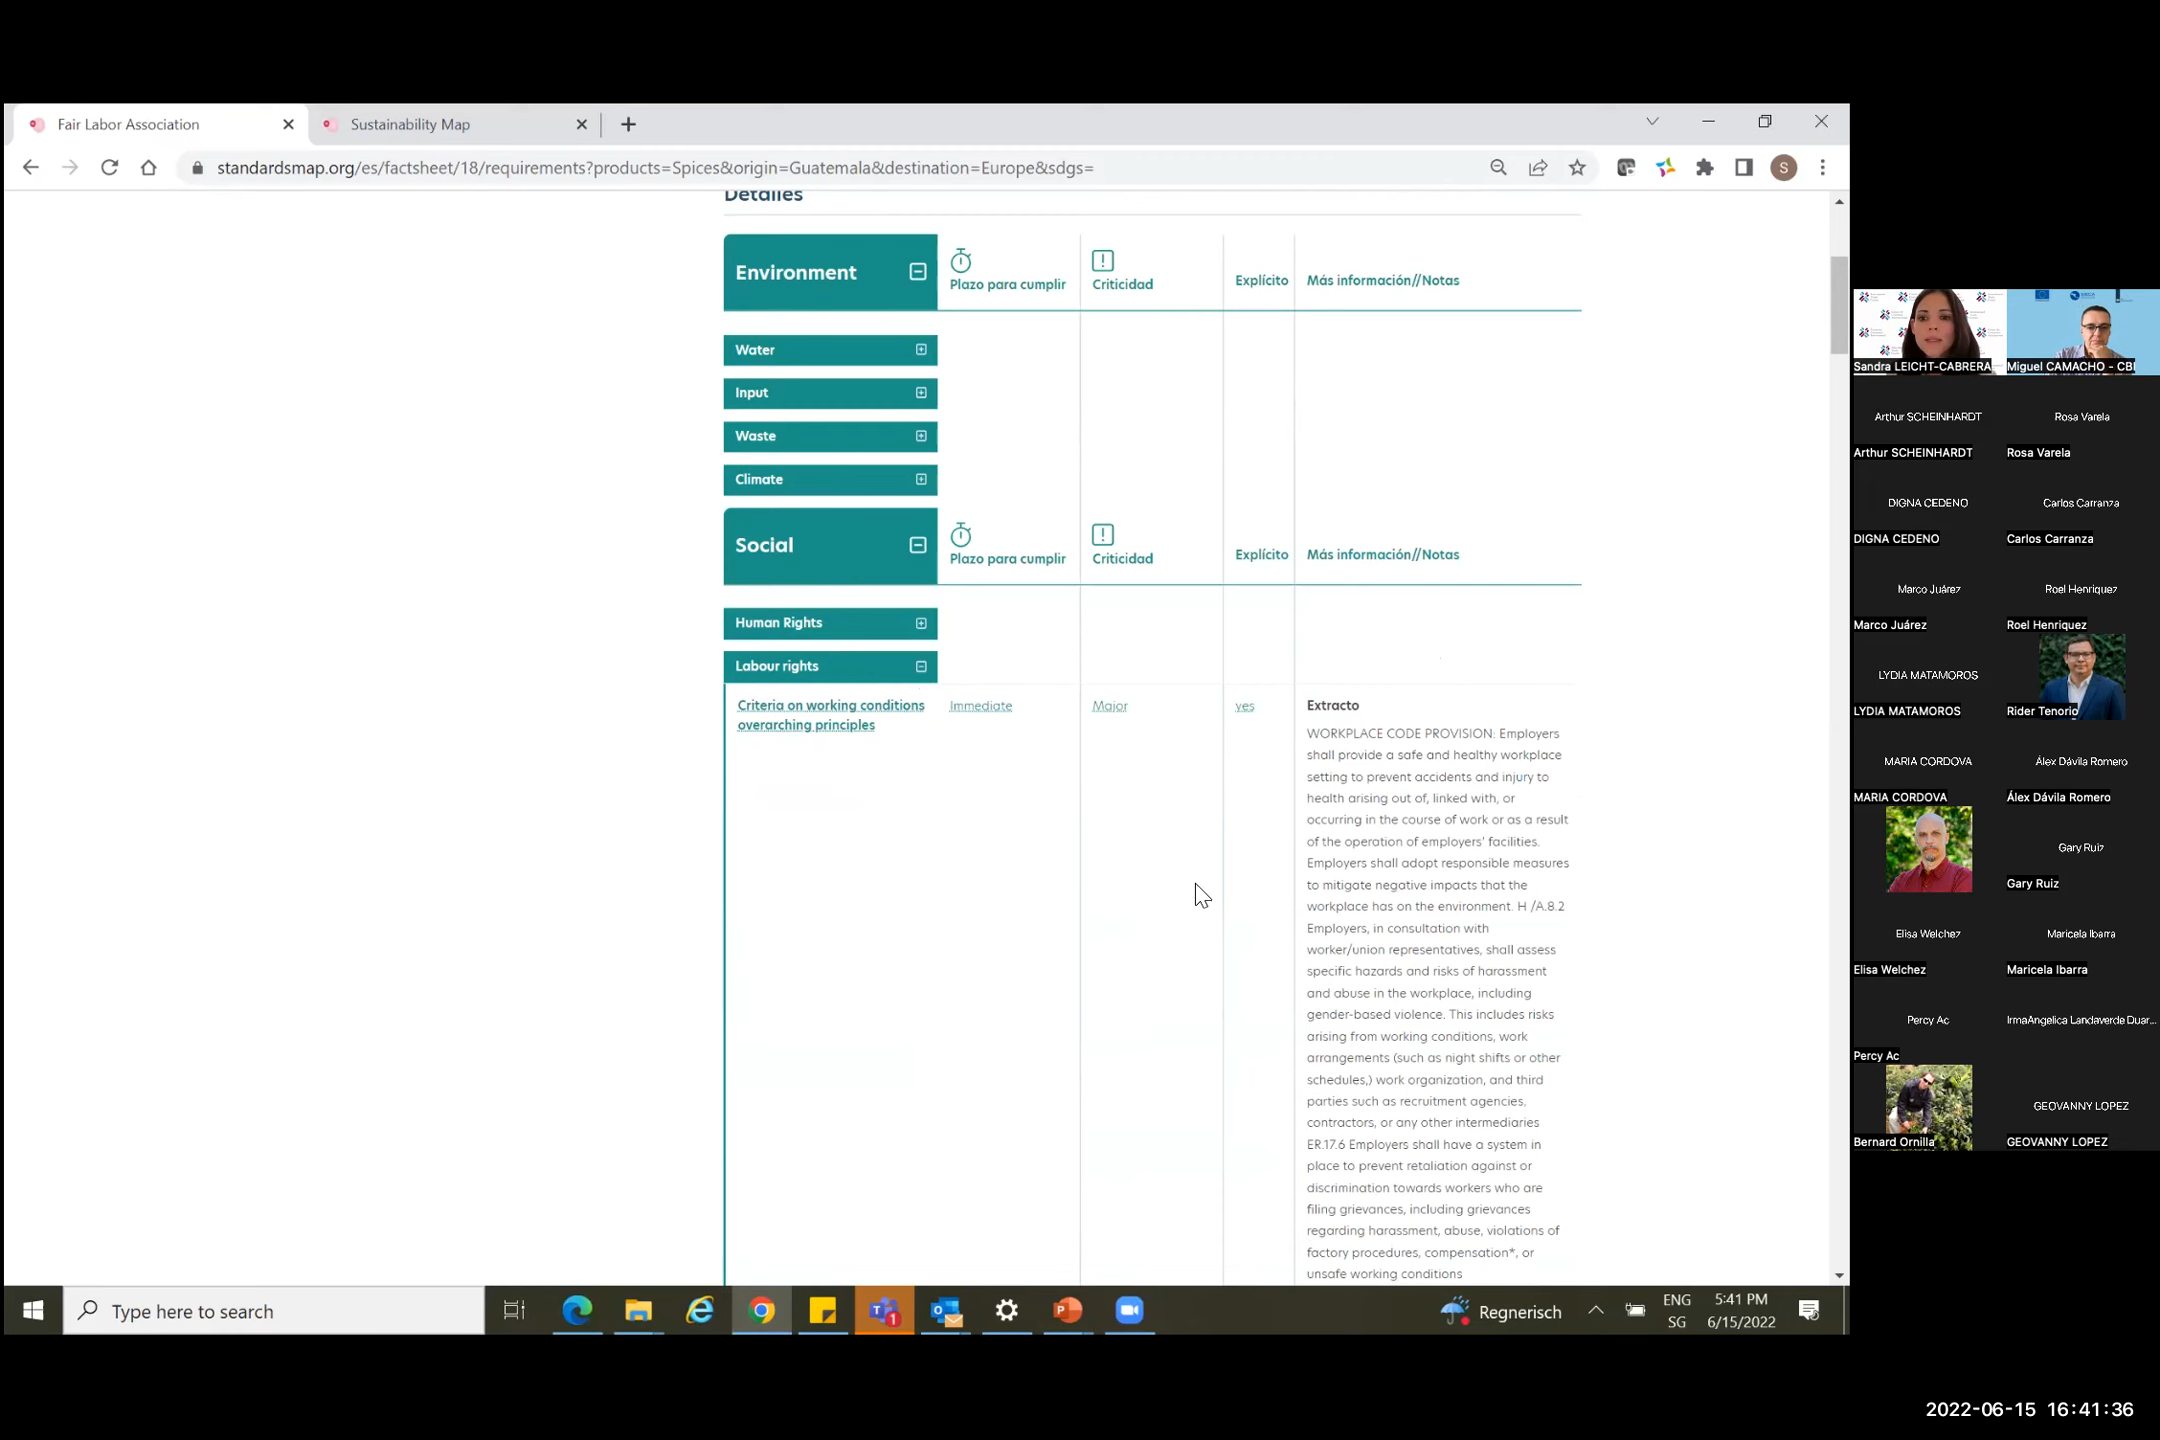 Fair Labor Association
Sustainability Map
standardsmap.org/es/factsheet/18/requirements?products=Spices&origin=Guatemala&destination=Europe&sdgs=
S
Detalles
Environment
Plazo para cumplir
Criticidad
Explícito
Más información//Notas
Water
Input
Waste
Climate
Social
Plazo para cumplir
Criticidad
Explícito
Más información//Notas
Human Rights
Labour rights
Criteria on working conditions
overarching principles
Immediate
Major
yes
Extracto
WORKPLACE CODE PROVISION: Employers
shall provide a safe and healthy workplace
setting to prevent accidents and injury to
health arising out of, linked with, or
occurring in the course of work or as a result
of the operation of employers' facilities.
Employers shall adopt responsible measures
to mitigate negative impacts that the
workplace has on the environment. H /A.8.2
Employers, in consultation with
worker/union representatives, shall assess
specific hazards and risks of harassment
and abuse in the workplace, including
gender-based violence. This includes risks
arising from working conditions, work
arrangements (such as night shifts or other
schedules,) work organization, and third
parties such as recruitment agencies,
contractors, or any other intermediaries
ER.17.6 Employers shall have a system in
place to prevent retaliation against or
discrimination towards workers who are
filing grievances, including grievances
regarding harassment, abuse, violations of
factory procedures, compensation*, or
unsafe working conditions
Type here to search
1
Regnerisch
ENG
SG
5:41 PM
6/15/2022
Sandra LEICHT-CABRERA
Miguel CAMACHO - CBI
Arthur SCHEINHARDT
Arthur SCHEINHARDT
Rosa Varela
Rosa Varela
DIGNA CEDENO
DIGNA CEDENO
Carlos Carranza
Carlos Carranza
Marco Juárez
Marco Juárez
Roel Henriquez
Roel Henriquez
LYDIA MATAMOROS
LYDIA MATAMOROS
Rider Tenorio
MARIA CORDOVA
MARIA CORDOVA
Álex Dávila Romero
Álex Dávila Romero
Gary Ruiz
Gary Ruiz
Elisa Welchez
Elisa Welchez
Maricela Ibarra
Maricela Ibarra
Percy Ac
Percy Ac
IrmaAngelica Landaverde Duar...
Bernard Ornilla
GEOVANNY LOPEZ
GEOVANNY LOPEZ
2022-06-15 16:41:36